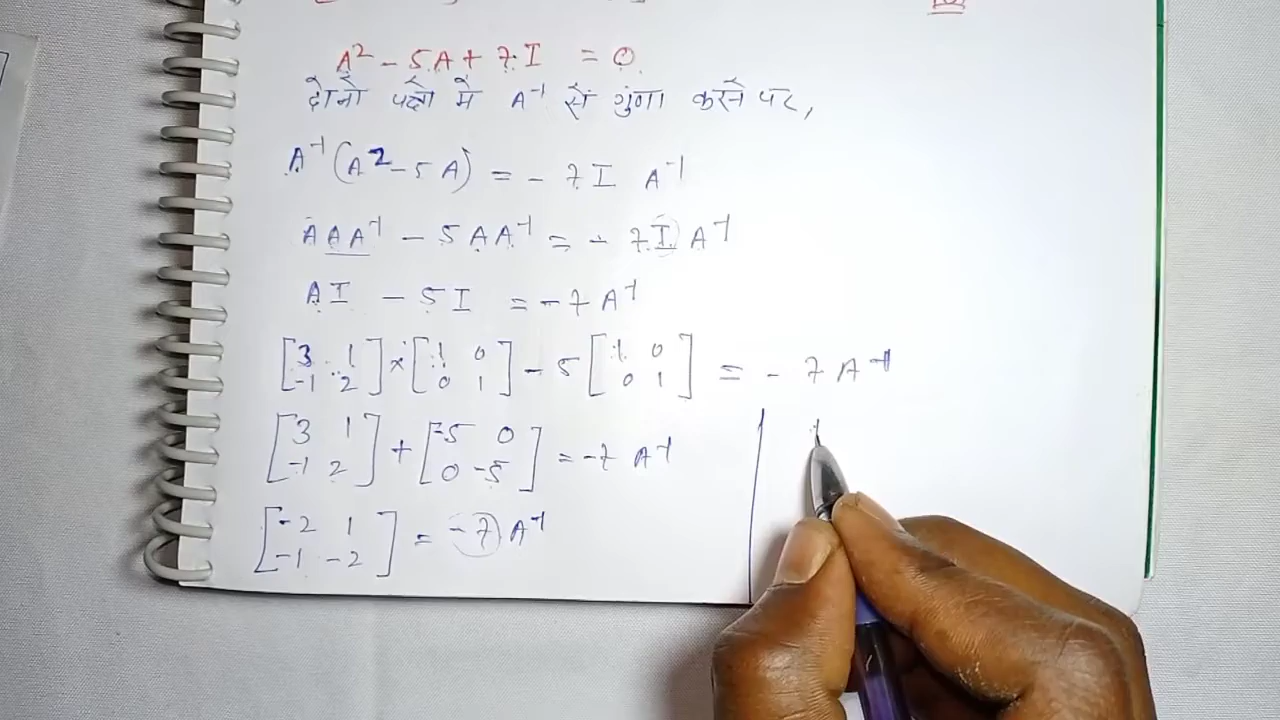 A² - 5A + 7I = 0
दोनो पक्षो मे A⁻¹ से गुंणा करने पर,
A⁻¹(A² - 5A) = - 7I A⁻¹
AAA⁻¹ - 5AA⁻¹ = - 7I A⁻¹
AI - 5I = -7A⁻¹
[3 1 -1 2] × [1 0 0 1] - 5 [1 0 0 1] = - 7A⁻¹
[3 1 -1 2] + [-5 0 0 -5] = -7 A⁻¹
[-2 1 -1 -2] = -7 A⁻¹